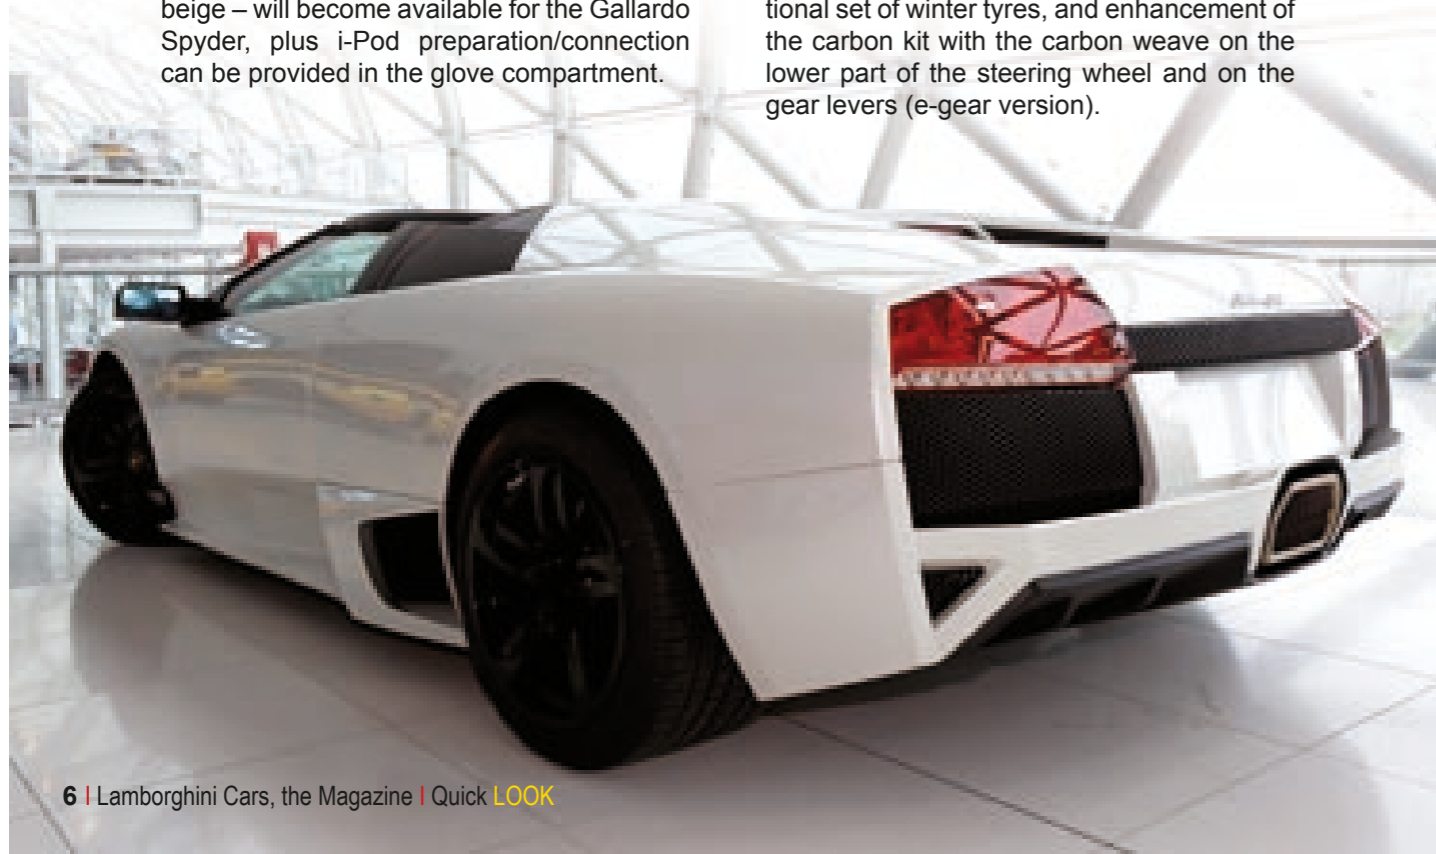 beige – will become available for the Gallardo
Spyder, plus i-Pod preparation/connection
can be provided in the glove compartment.
tional set of winter tyres, and enhancement of
the carbon kit with the carbon weave on the
lower part of the steering wheel and on the
gear levers (e-gear version).
6 I Lamborghini Cars, the Magazine I Quick LOOK